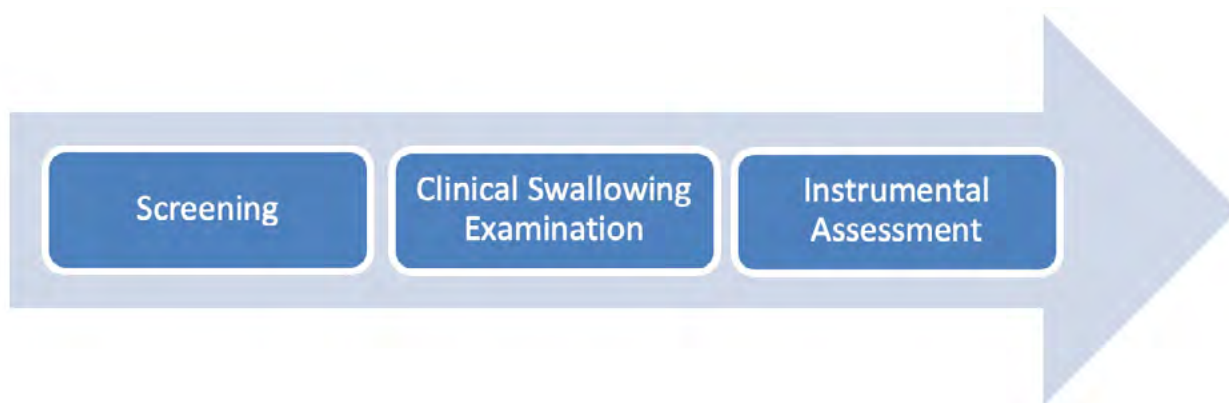 Screening
Clinical Swallowing
Examination
Instrumental
Assessment